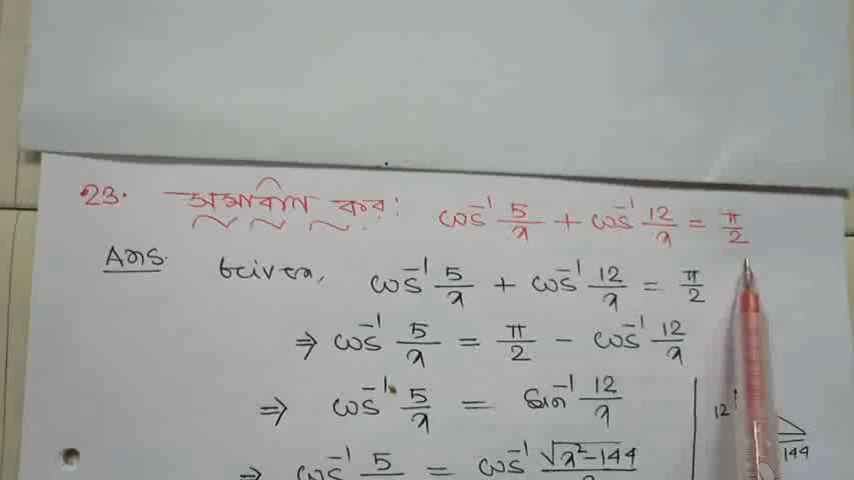 23. সমাধান কর! cos⁻¹ 5/x + cos⁻¹ 12/x = π/2
Ans. Given, cos⁻¹ 5/x + cos⁻¹ 12/x = π/2
⇒ cos⁻¹ 5/x = π/2 − cos⁻¹ 12/x
⇒ cos⁻¹ 5/x = sin⁻¹ 12/x
⇒ cos⁻¹ 5 = cos⁻¹ √x²−144
12
144